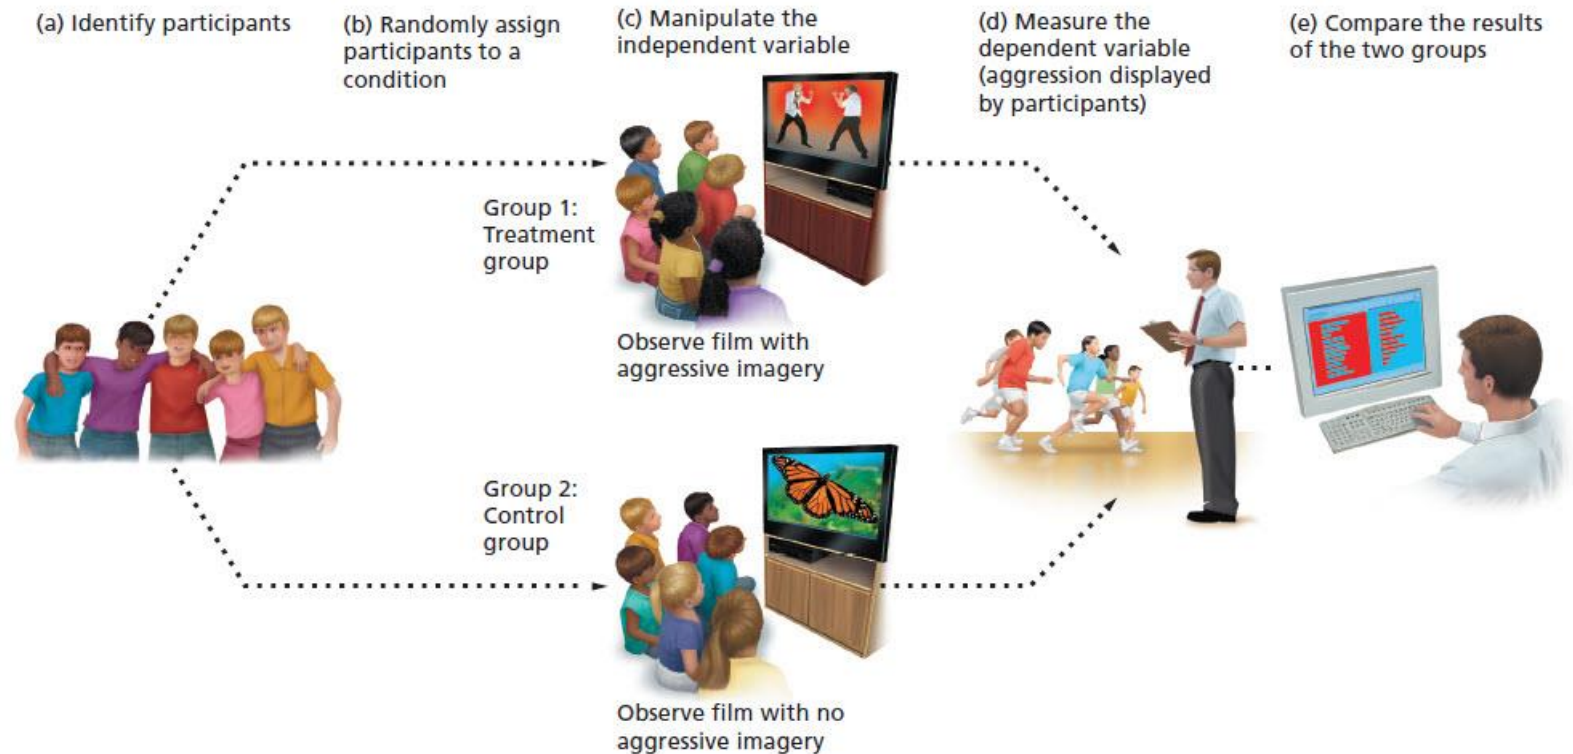 (a) Identify participants
(b) Randomly assign
participants to a
condition
(c) Manipulate the
independent variable
(d) Measure the
dependent variable
(aggression displayed
by participants)
(e) Compare the results
of the two groups
Group 1:
Treatment
group
Observe film with
aggressive imagery
Group 2:
Control
group
Observe film with no
aggressive imagery